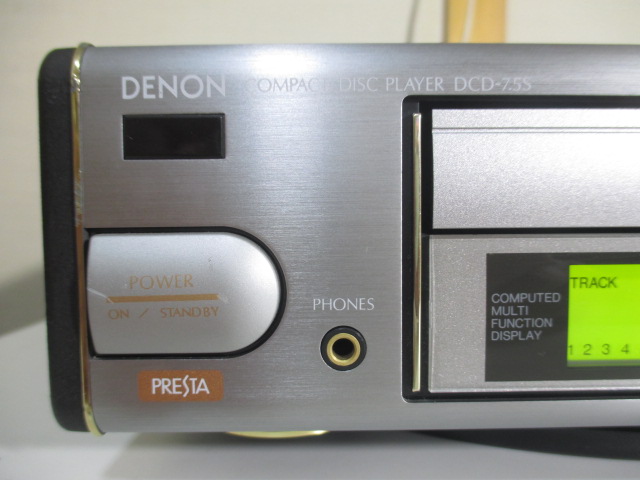 DENON COMPACT DISC PLAYER DCD-7.5S
POWER
ON / STANDBY
PHONES
PRESTA
COMPUTED
MULTI
FUNCTION
DISPLAY
TRACK
1 2 3 4